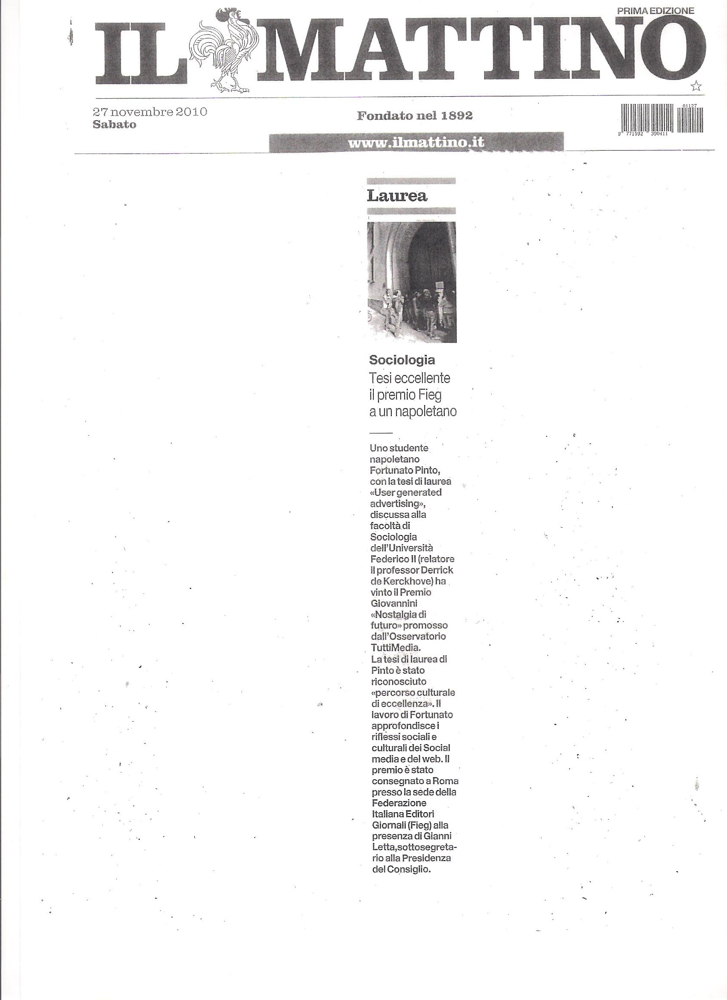 PRIMA EDIZIONE
IL MATTINO
27 novembre 2010
Sabato
Fondato nel 1892
01127
9 771592 390411
www.ilmattino.it
Laurea
Sociologia
Tesi eccellente
il premio Fieg
a un napoletano
Uno studente
napoletano
Fortunato Pinto,
con la tesi di laurea
«User generated
advertising»,
discussa alla
facoltà di
Sociologia
dell'Università
Federico II (relatore
il professor Derrick
de Kerckhove) ha
vinto il Premio
Giovannini
«Nostalgia di
futuro» promosso
dall'Osservatorio
TuttiMedia.
La tesi di laurea di
Pinto è stato
riconosciuto
«percorso culturale
di eccellenza». Il
lavoro di Fortunato
approfondisce i
riflessi sociali e
culturali dei Social
media e del web. Il
premio è stato
consegnato a Roma
presso la sede della
Federazione
Italiana Editori
Giornali (Fieg) alla
presenza di Gianni
Letta,sottosegreta-
rio alla Presidenza
del Consiglio.